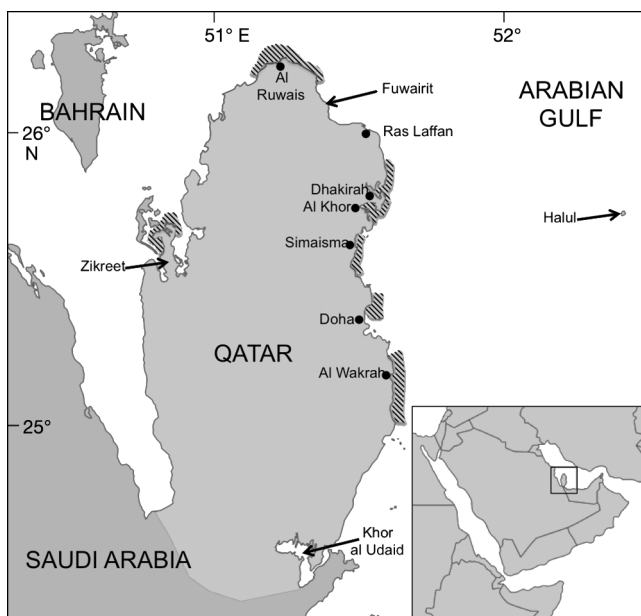 51° E
52°
Al
Ruwais
Fuwairit
BAHRAIN
ARABIAN
GULF
26°
N
Ras Laffan
Dhakirah
Al Khor
Halul
Simaisma
Zikreet
Doha
QATAR
Al Wakrah
25°
Khor
al Udaid
SAUDI ARABIA